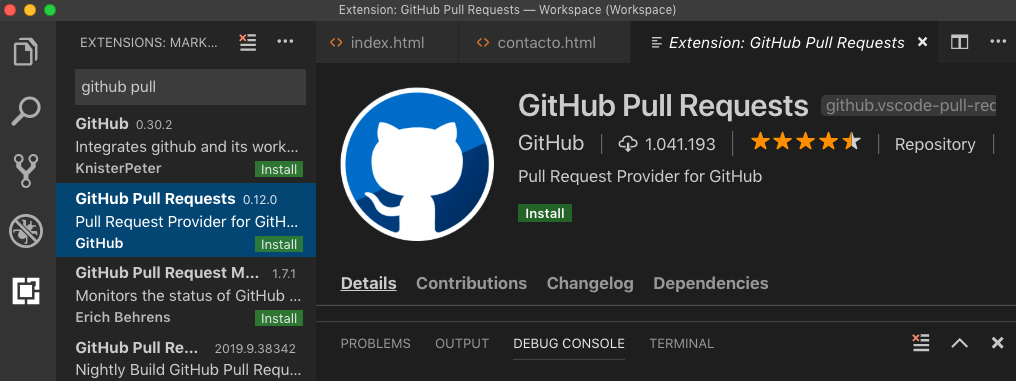 Extension: GitHub Pull Requests — Workspace (Workspace)
EXTENSIONS: MARK...
index.html
contacto.html
Extension: GitHub Pull Requests
github pull
GitHub 0.30.2
Integrates github and its work...
KnisterPeter
Install
GitHub Pull Requests 0.12.0
Pull Request Provider for GitH...
GitHub
Install
GitHub Pull Request M... 1.7.1
Monitors the status of GitHub ...
Erich Behrens
Install
GitHub Pull Re... 2019.9.38342
Nightly Build GitHub Pull Requ...
GitHub Pull Requests github.vscode-pull-req
GitHub 1.041.193 Repository
Pull Request Provider for GitHub
Install
Details Contributions Changelog Dependencies
PROBLEMS OUTPUT DEBUG CONSOLE TERMINAL